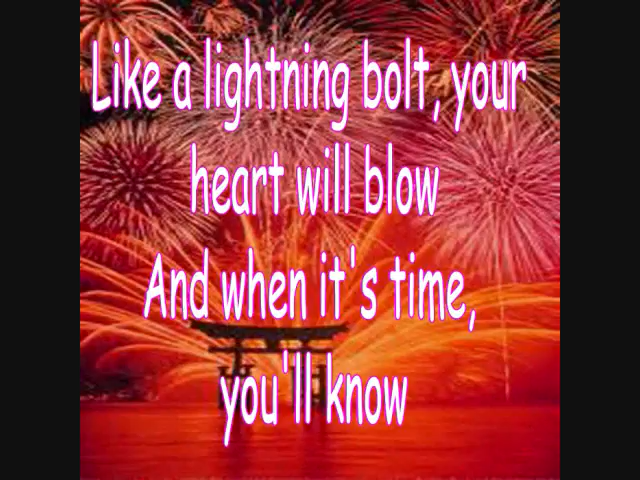 Like a lightning bolt, your
heart will blow
And when it's time,
you'll know